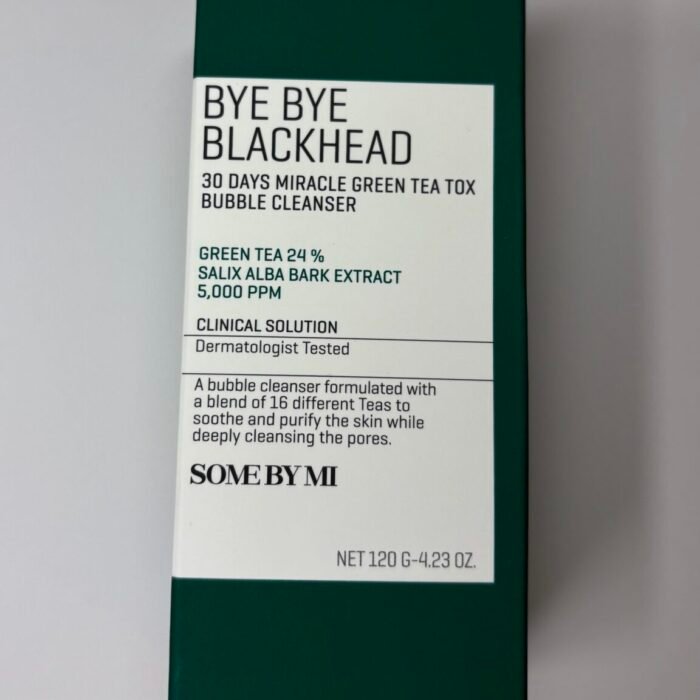 BYE BYE
BLACKHEAD
30 DAYS MIRACLE GREEN TEA TOX
BUBBLE CLEANSER
GREEN TEA 24 %
SALIX ALBA BARK EXTRACT
5,000 PPM
CLINICAL SOLUTION
Dermatologist Tested
A bubble cleanser formulated with
a blend of 16 different Teas to
soothe and purify the skin while
deeply cleansing the pores.
SOME BY MI
NET 120 G-4.23 OZ.